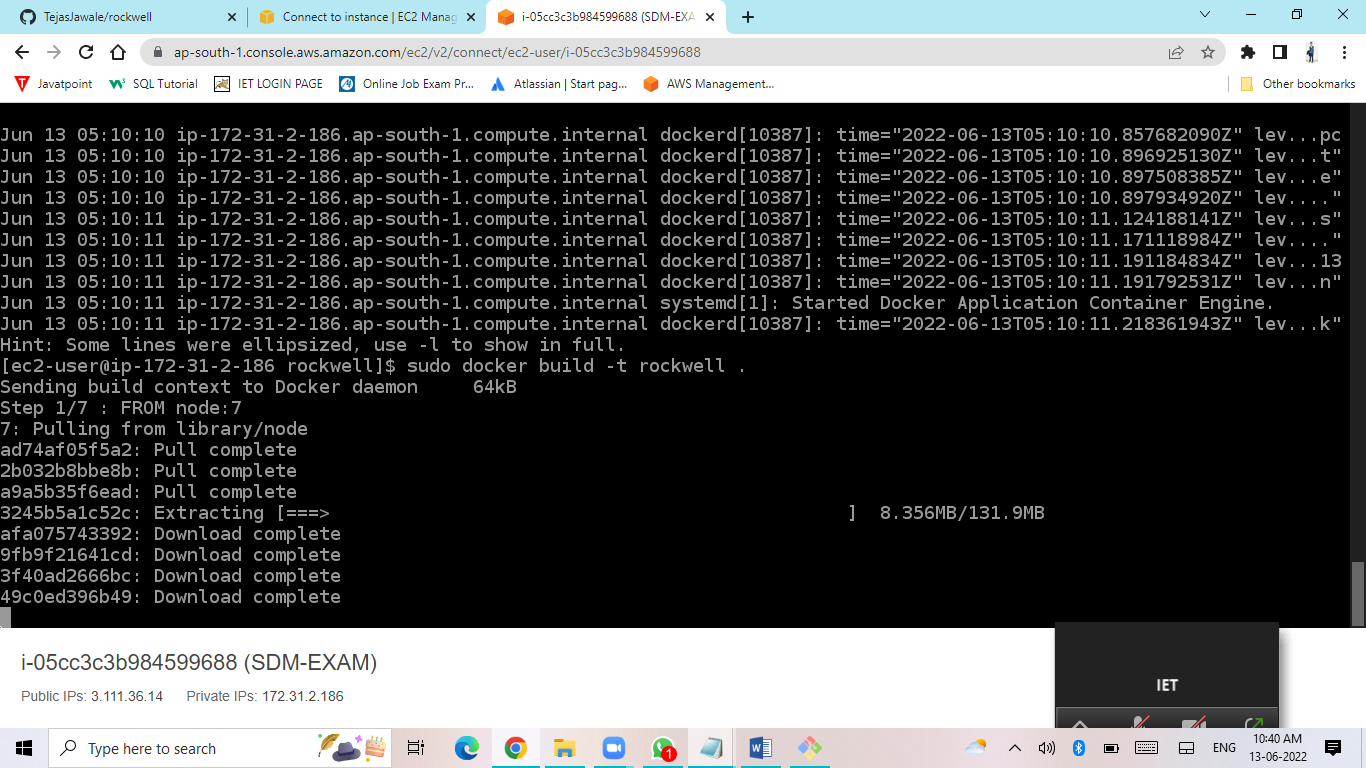 TejasJawale/rockwell
Connect to instance | EC2 Manag
i-05cc3c3b984599688 (SDM-EXA
ap-south-1.console.aws.amazon.com/ec2/v2/connect/ec2-user/i-05cc3c3b984599688
Javatpoint
SQL Tutorial
IET LOGIN PAGE
Online Job Exam Pr...
Atlassian | Start pag...
AWS Management...
Other bookmarks
Jun 13 05:10:10 ip-172-31-2-186.ap-south-1.compute.internal dockerd[10387]: time="2022-06-13T05:10:10.857682090Z" lev...pc
Jun 13 05:10:10 ip-172-31-2-186.ap-south-1.compute.internal dockerd[10387]: time="2022-06-13T05:10:10.896925130Z" lev...t"
Jun 13 05:10:10 ip-172-31-2-186.ap-south-1.compute.internal dockerd[10387]: time="2022-06-13T05:10:10.897508385Z" lev...e"
Jun 13 05:10:10 ip-172-31-2-186.ap-south-1.compute.internal dockerd[10387]: time="2022-06-13T05:10:10.897934920Z" lev...."
Jun 13 05:10:11 ip-172-31-2-186.ap-south-1.compute.internal dockerd[10387]: time="2022-06-13T05:10:11.124188141Z" lev...s"
Jun 13 05:10:11 ip-172-31-2-186.ap-south-1.compute.internal dockerd[10387]: time="2022-06-13T05:10:11.171118984Z" lev...."
Jun 13 05:10:11 ip-172-31-2-186.ap-south-1.compute.internal dockerd[10387]: time="2022-06-13T05:10:11.191184834Z" lev...13
Jun 13 05:10:11 ip-172-31-2-186.ap-south-1.compute.internal dockerd[10387]: time="2022-06-13T05:10:11.191792531Z" lev...n"
Jun 13 05:10:11 ip-172-31-2-186.ap-south-1.compute.internal systemd[1]: Started Docker Application Container Engine.
Jun 13 05:10:11 ip-172-31-2-186.ap-south-1.compute.internal dockerd[10387]: time="2022-06-13T05:10:11.218361943Z" lev...k"
Hint: Some lines were ellipsized, use -l to show in full.
[ec2-user@ip-172-31-2-186 rockwell]$ sudo docker build -t rockwell .
Sending build context to Docker daemon     64kB
Step 1/7 : FROM node:7
7: Pulling from library/node
ad74af05f5a2: Pull complete
2b032b8bbe8b: Pull complete
a9a5b35f6ead: Pull complete
3245b5a1c52c: Extracting [===>                                               ]  8.356MB/131.9MB
afa075743392: Download complete
9fb9f21641cd: Download complete
3f40ad2666bc: Download complete
49c0ed396b49: Download complete
i-05cc3c3b984599688 (SDM-EXAM)
Public IPs: 3.111.36.14 Private IPs: 172.31.2.186
IET
Type here to search
1
ENG
10:40 AM
13-06-2022